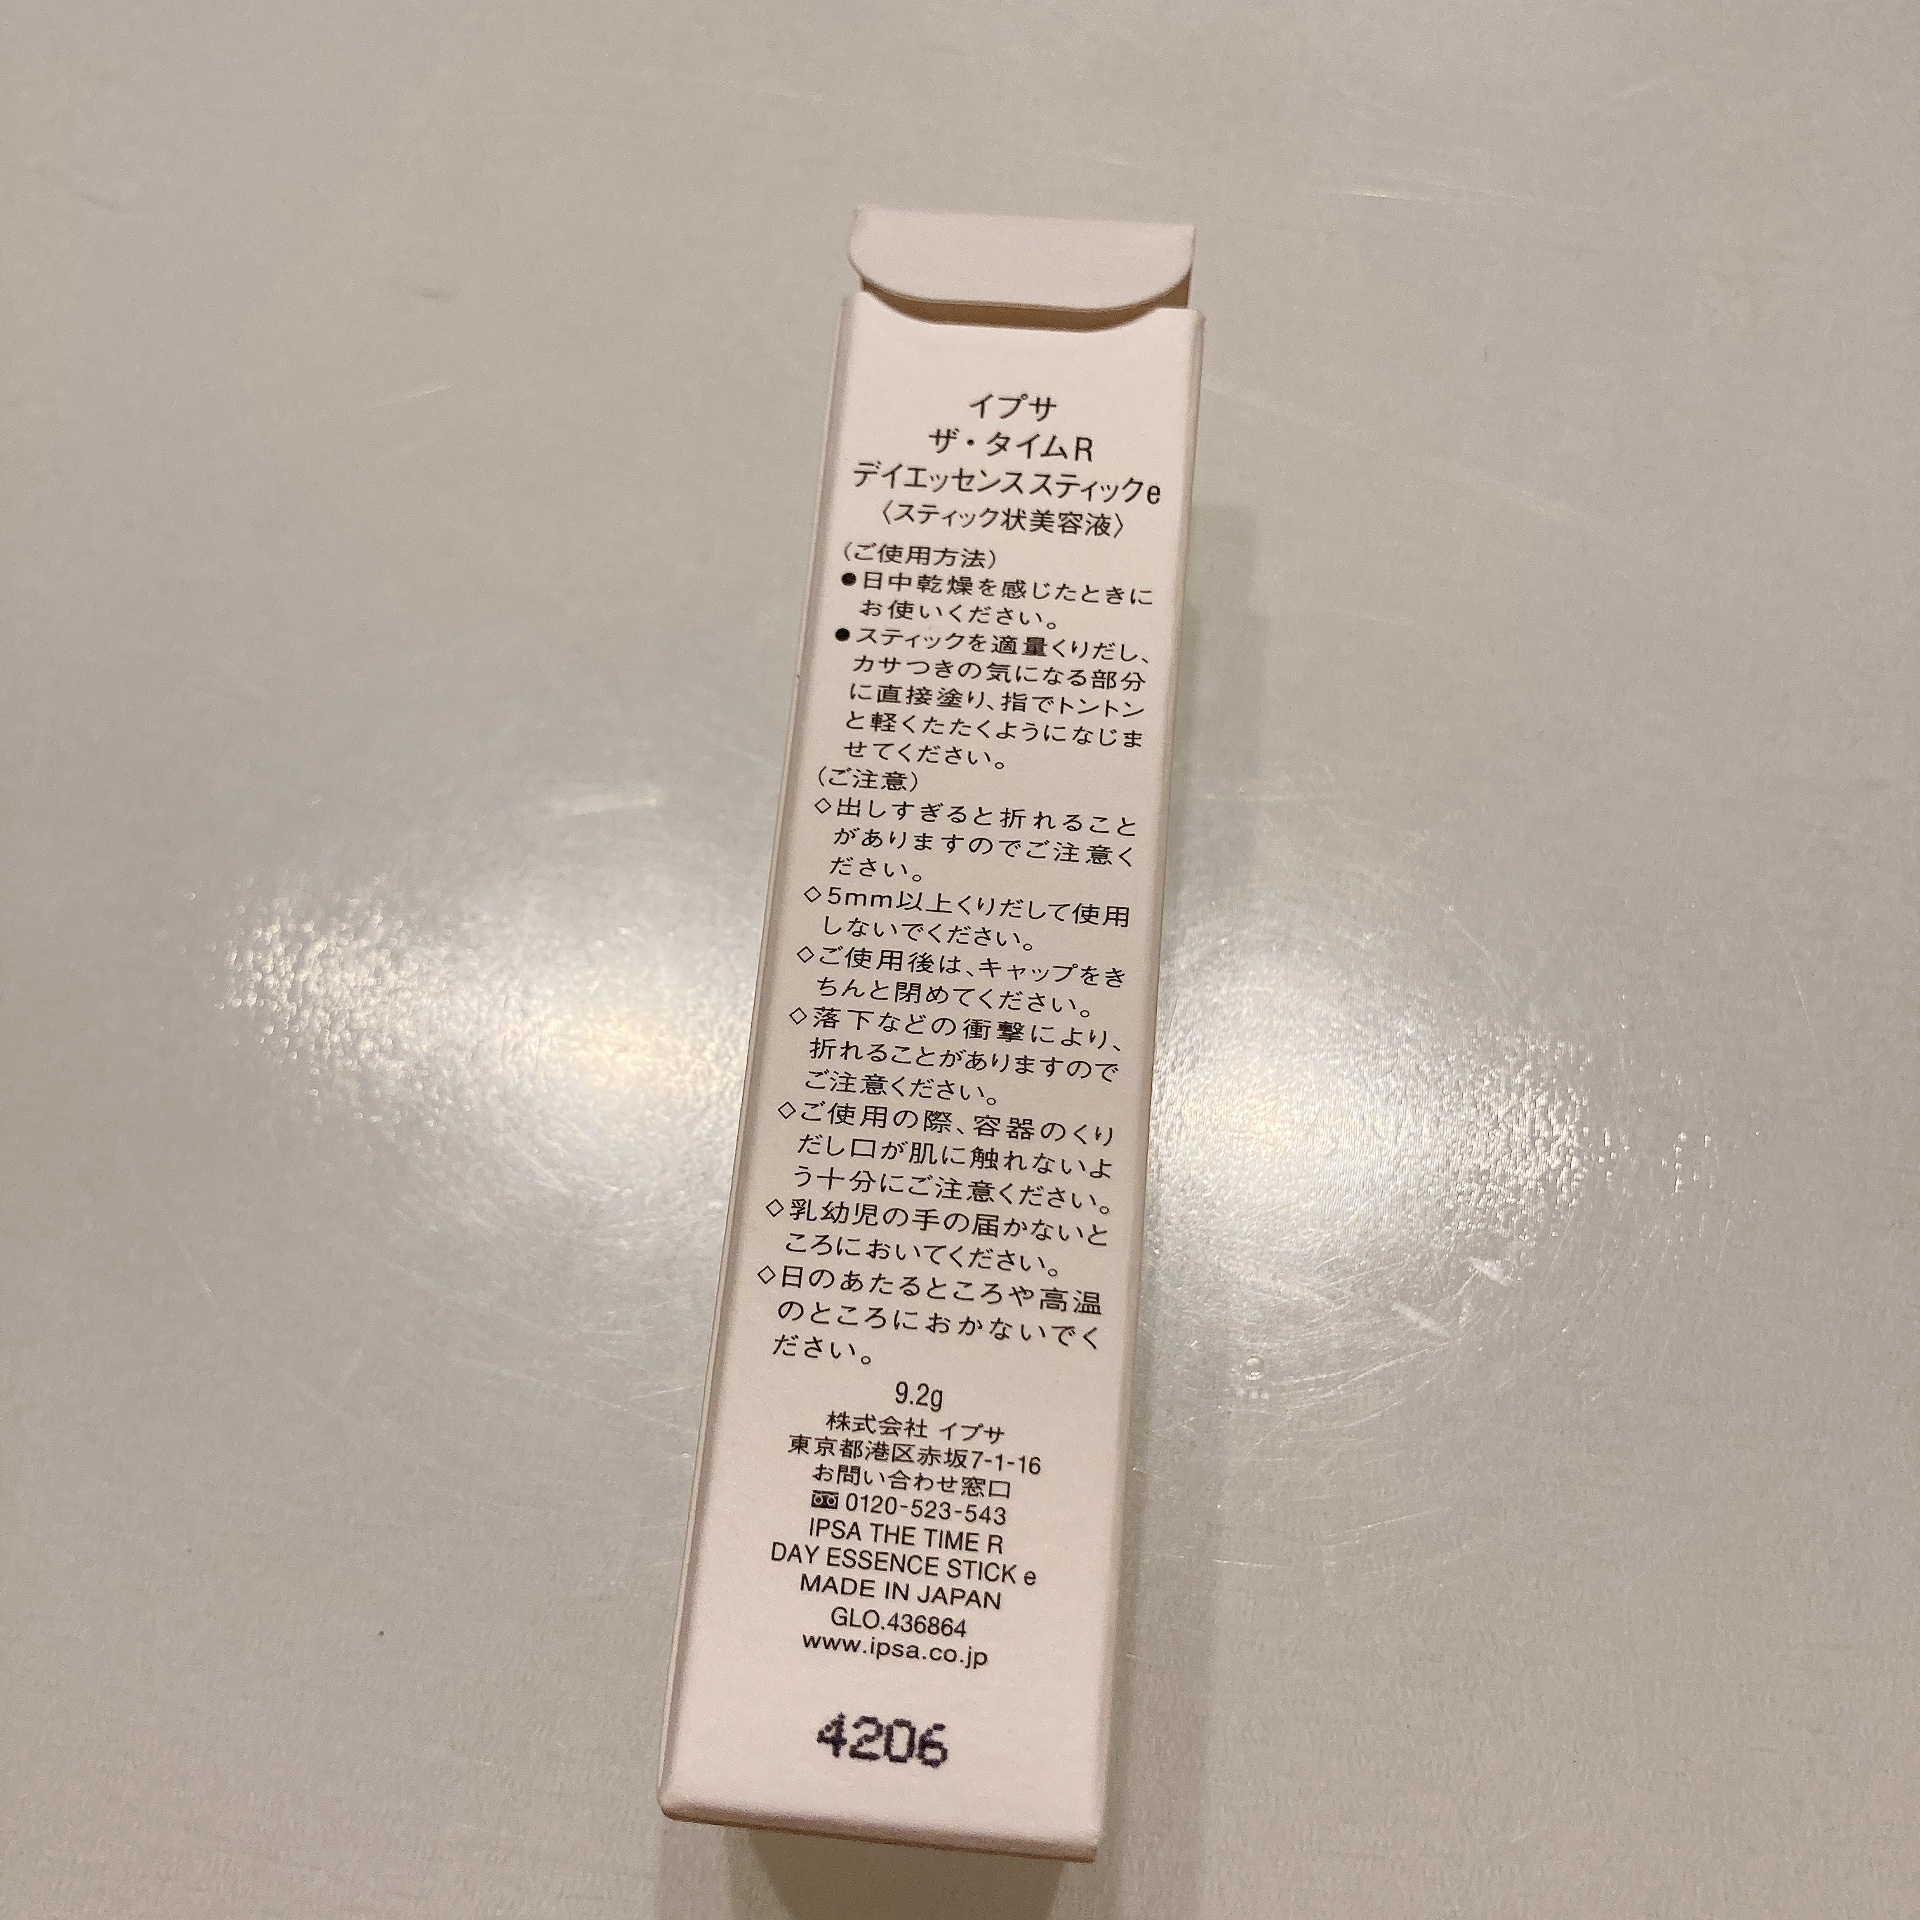 イプサ
ザ・タイムR
デイエッセンススティックe
〈スティック状美容液〉
(ご使用方法)
●日中乾燥を感じたときに
お使いください。
●スティックを適量くりだし、
カサつきの気になる部分
に直接塗り、指でトントン
と軽くたたくようになじま
せてください。
(ご注意)
◇出しすぎると折れること
がありますのでご注意く
ださい。
◇5mm以上くりだして使用
しないでください。
◇ご使用後は、キャップをき
ちんと閉めてください。
◇落下などの衝撃により、
折れることがありますので
ご注意ください。
◇ご使用の際、容器のくり
だし口が肌に触れないよ
う十分にご注意ください。
◇乳幼児の手の届かないと
ころにおいてください。
◇日のあたるところや高温
のところにおかないでく
ださい。
9.2g
株式会社 イプサ
東京都港区赤坂7-1-16
お問い合わせ窓口
0120-523-543
IPSA THE TIME R
DAY ESSENCE STICK e
MADE IN JAPAN
GLO.436864
www.ipsa.co.jp
4206